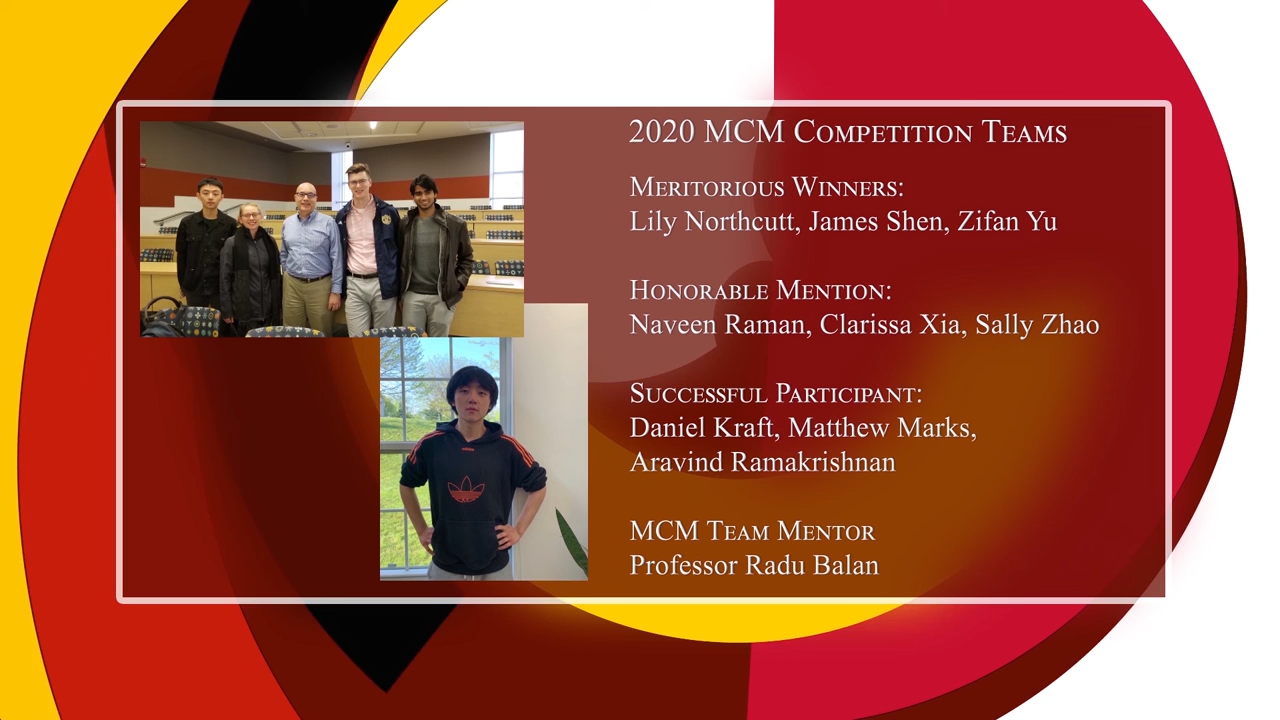 2020 MCM Competition Teams
Meritorious Winners:
Lily Northcutt, James Shen, Zifan Yu
Honorable Mention:
Naveen Raman, Clarissa Xia, Sally Zhao
Successful Participant:
Daniel Kraft, Matthew Marks,
Aravind Ramakrishnan
MCM Team Mentor
Professor Radu Balan